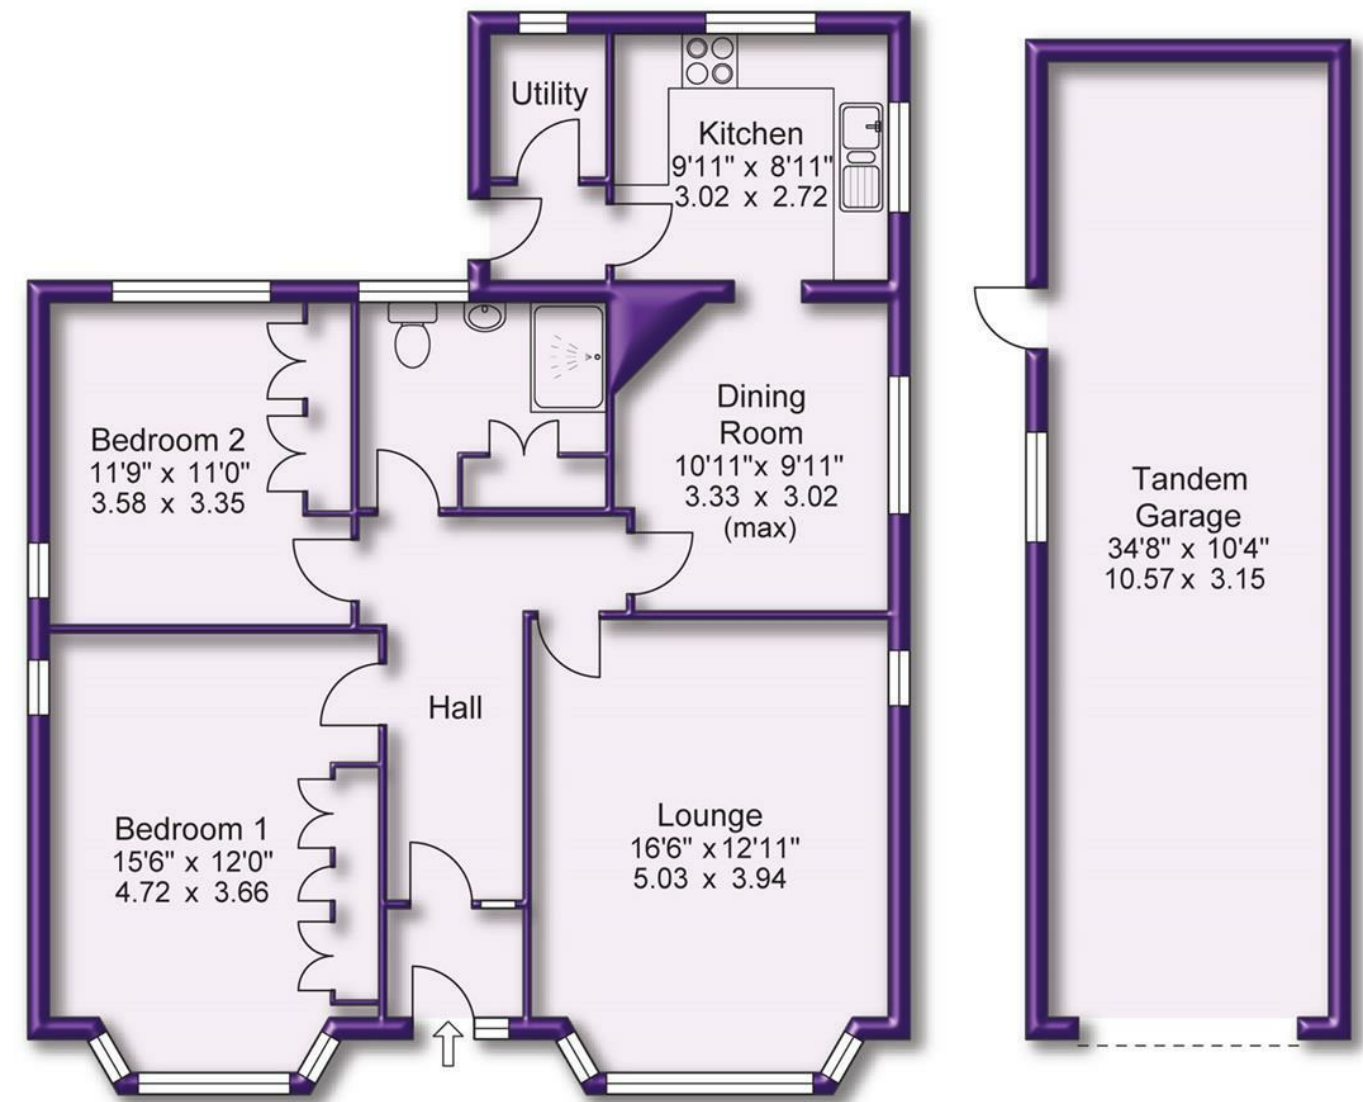 Utility
Kitchen
9'11" x 8'11"
3.02 x 2.72
Dining
Room
10'11"x 9'11"
3.33 x 3.02
(max)
Bedroom 2
11'9" x 11'0"
3.58 x 3.35
Tandem
Garage
34'8" x 10'4"
10.57 x 3.15
Hall
Bedroom 1
15'6" x 12'0"
4.72 x 3.66
Lounge
16'6" x12'11"
5.03 x 3.94